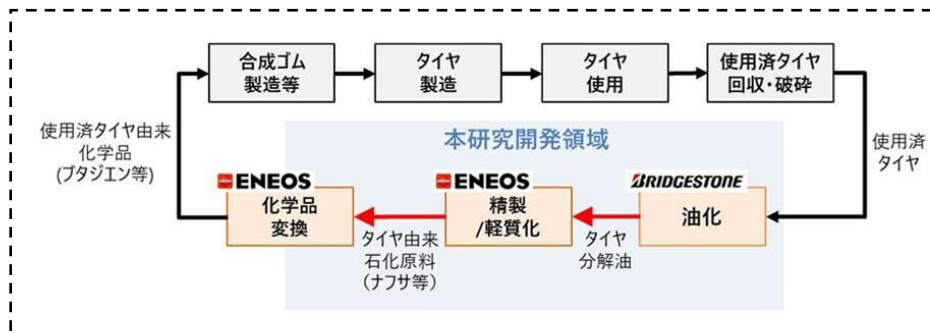 合成ゴム
製造等
タイヤ
製造
タイヤ
使用
使用済タイヤ
回収・破砕
使用済タイヤ由来
化学品
(ブタジエン等)
本研究開発領域
使用済
タイヤ
ENEOS
化学品
変換
ENEOS
精製
/軽質化
BRIDGESTONE
油化
タイヤ由来
石化原料
(ナフサ等)
タイヤ
分解油